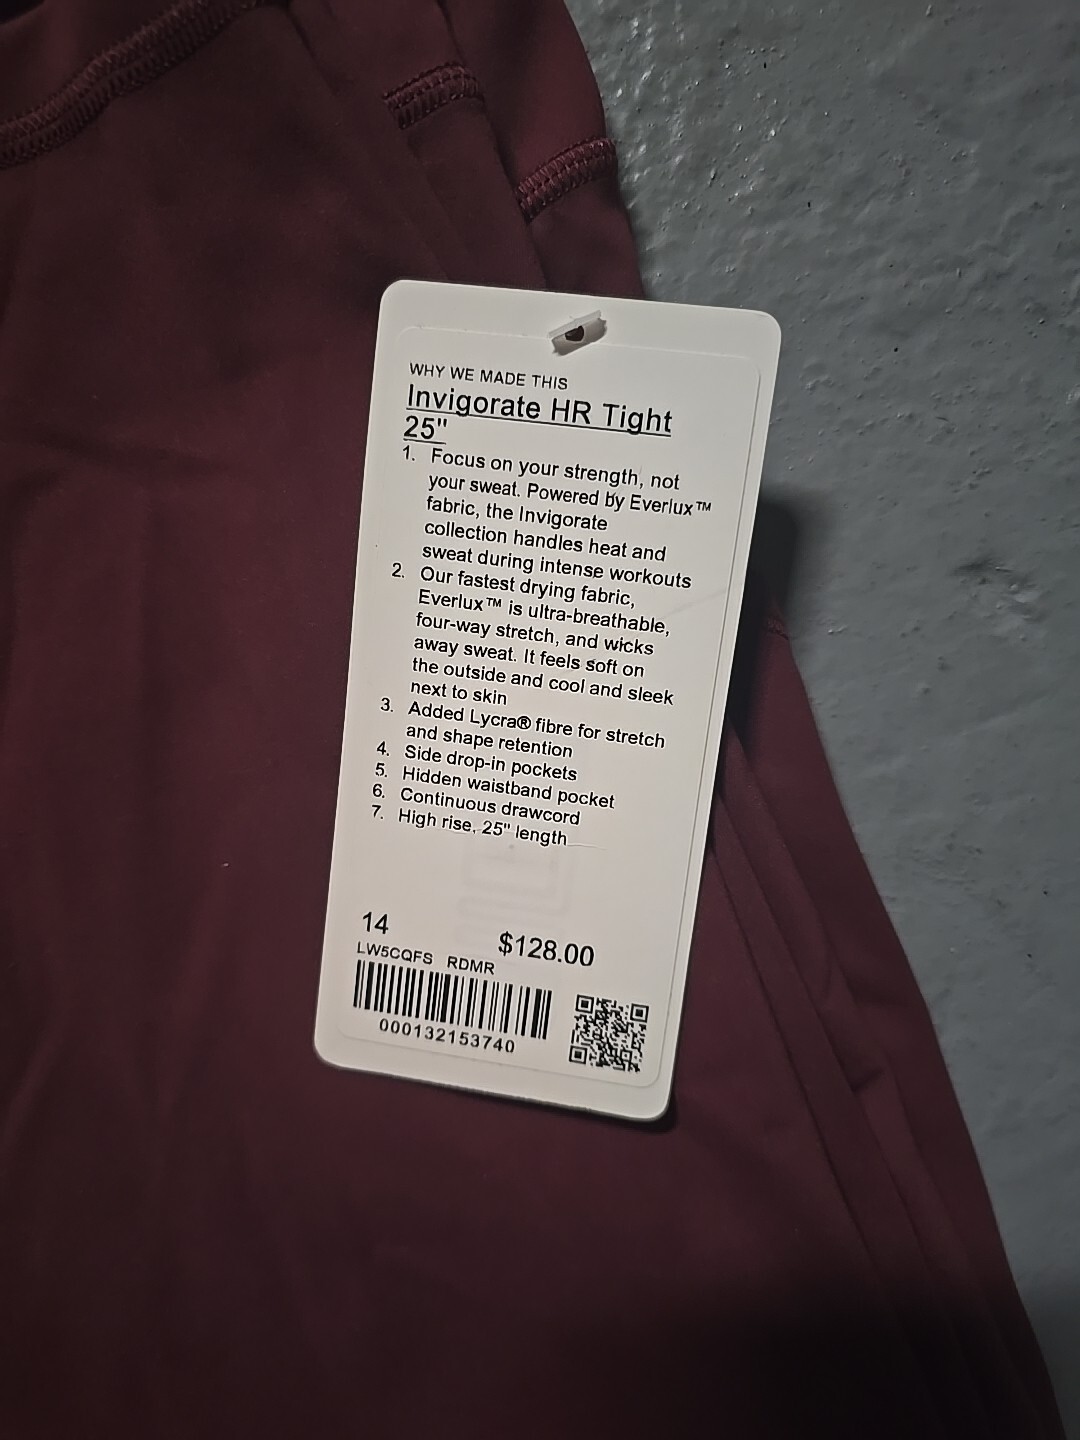 WHY WE MADE THIS
Invigorate HR Tight
25"
1. Focus on your strength, not
your sweat. Powered by Everlux™
fabric, the Invigorate
collection handles heat and
sweat during intense workouts
2. Our fastest drying fabric,
Everlux™ is ultra-breathable,
four-way stretch, and wicks
away sweat. It feels soft on
the outside and cool and sleek
next to skin
3. Added Lycra® fibre for stretch
and shape retention
4. Side drop-in pockets
5. Hidden waistband pocket
6. Continuous drawcord
7. High rise, 25" length
14 $128.00
LW5CQFS RDMR
000132153740